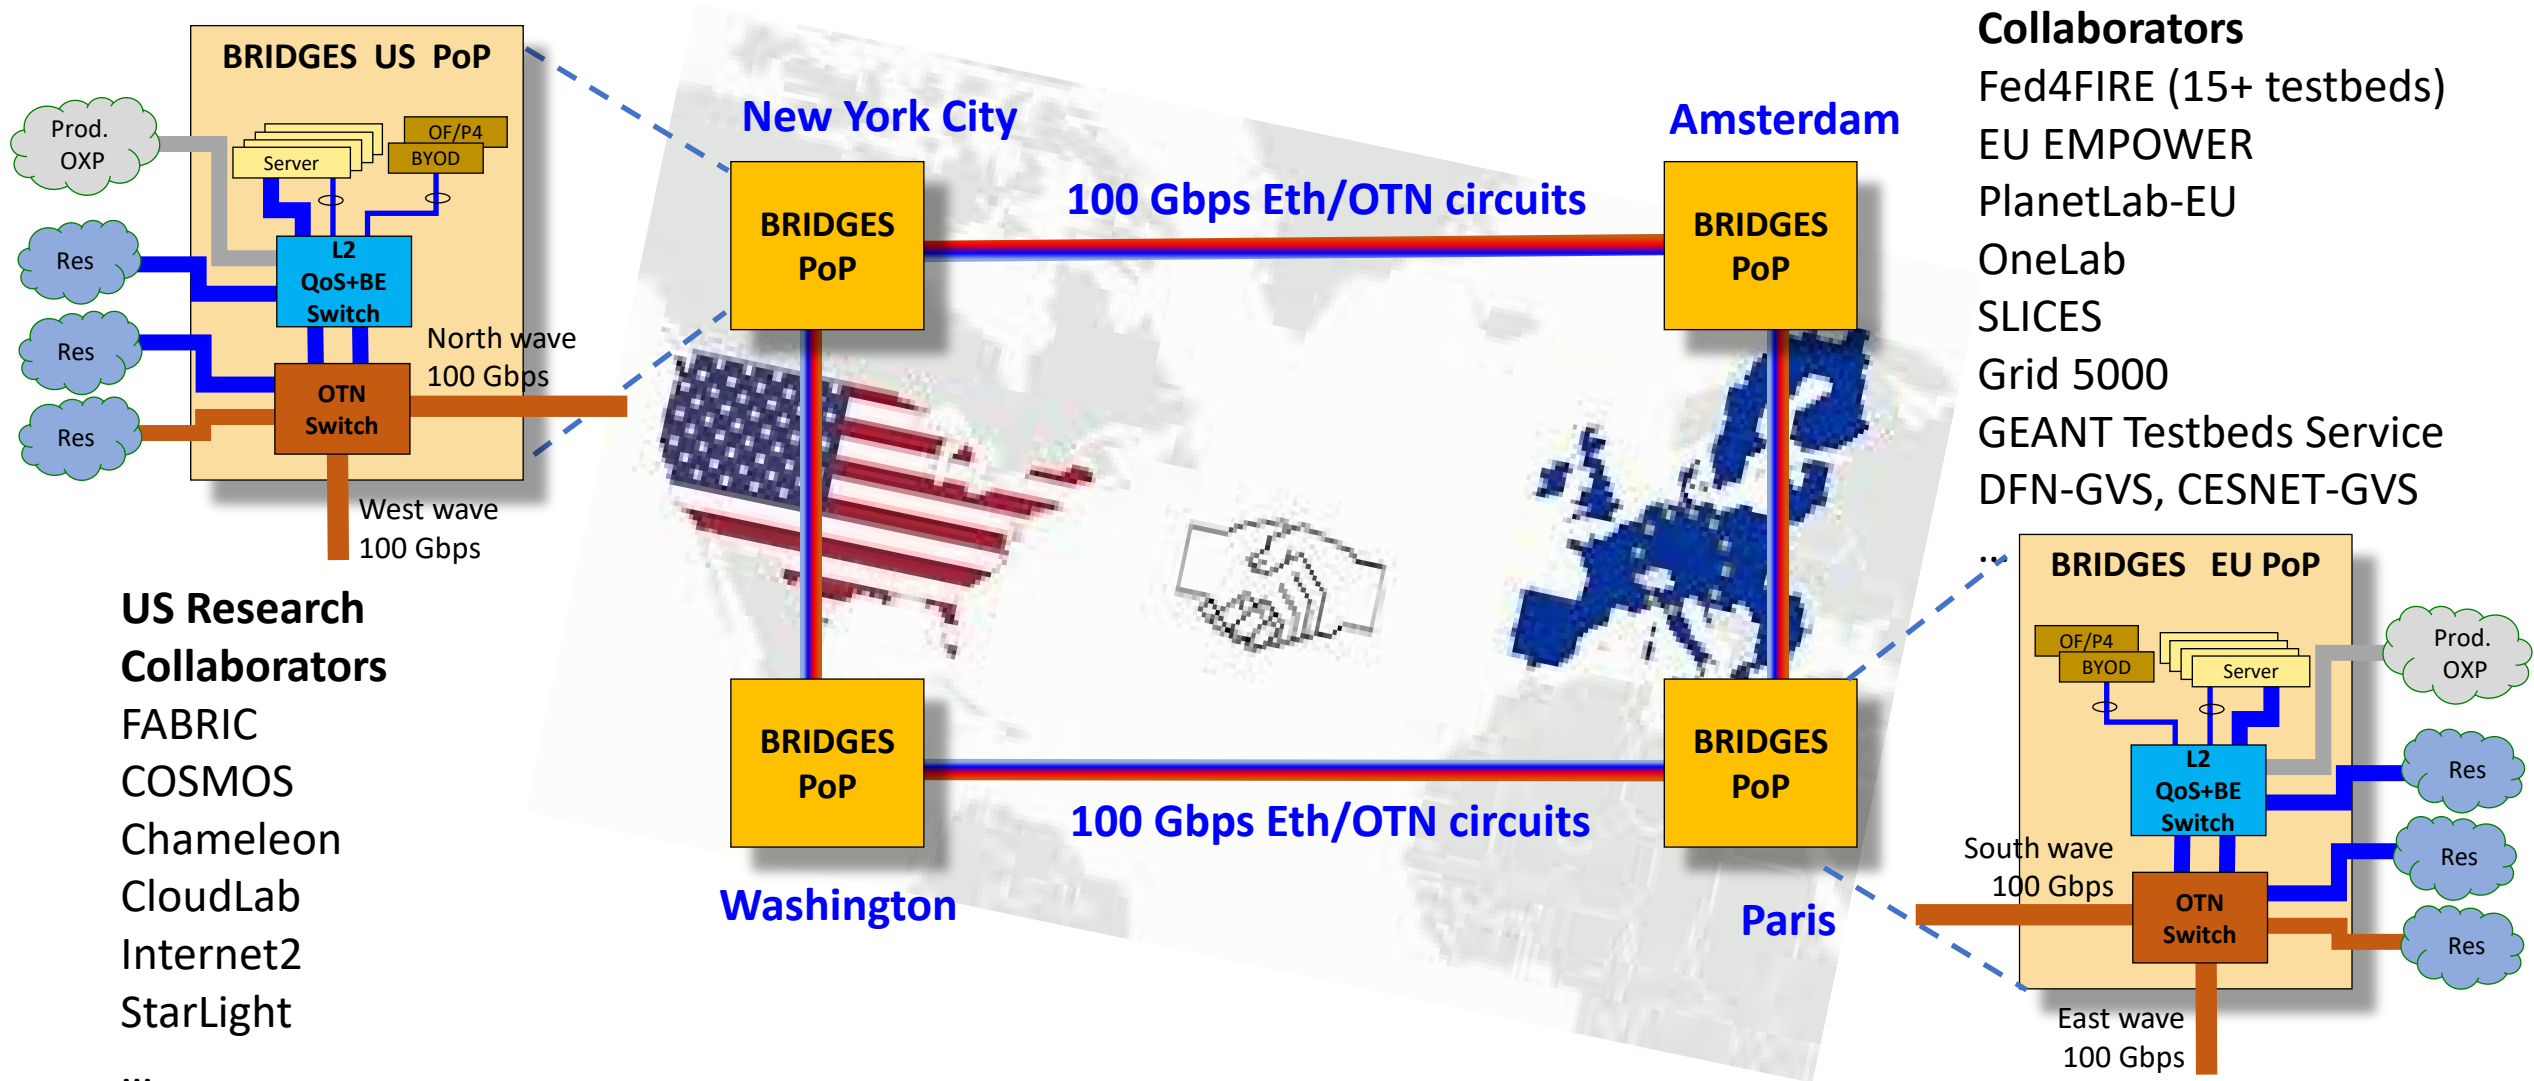 BRIDGES US PoP
Prod.
OXP
Server
OF/P4
BYOD
Res
L2
QoS+BE
Switch
Res
North wave
100 Gbps
OTN
Switch
Res
West wave
100 Gbps
US Research
Collaborators
FABRIC
COSMOS
Chameleon
CloudLab
Internet2
StarLight
...
New York City
BRIDGES
PoP
100 Gbps Eth/OTN circuits
Amsterdam
BRIDGES
PoP
BRIDGES
PoP
Washington
100 Gbps Eth/OTN circuits
BRIDGES
PoP
Paris
Collaborators
Fed4FIRE (15+ testbeds)
EU EMPOWER
PlanetLab-EU
OneLab
SLICES
Grid 5000
GEANT Testbeds Service
DFN-GVS, CESNET-GVS
...
BRIDGES EU PoP
OF/P4
BYOD
Server
Prod.
OXP
L2
QoS+BE
Switch
Res
South wave
100 Gbps
Res
OTN
Switch
Res
East wave
100 Gbps